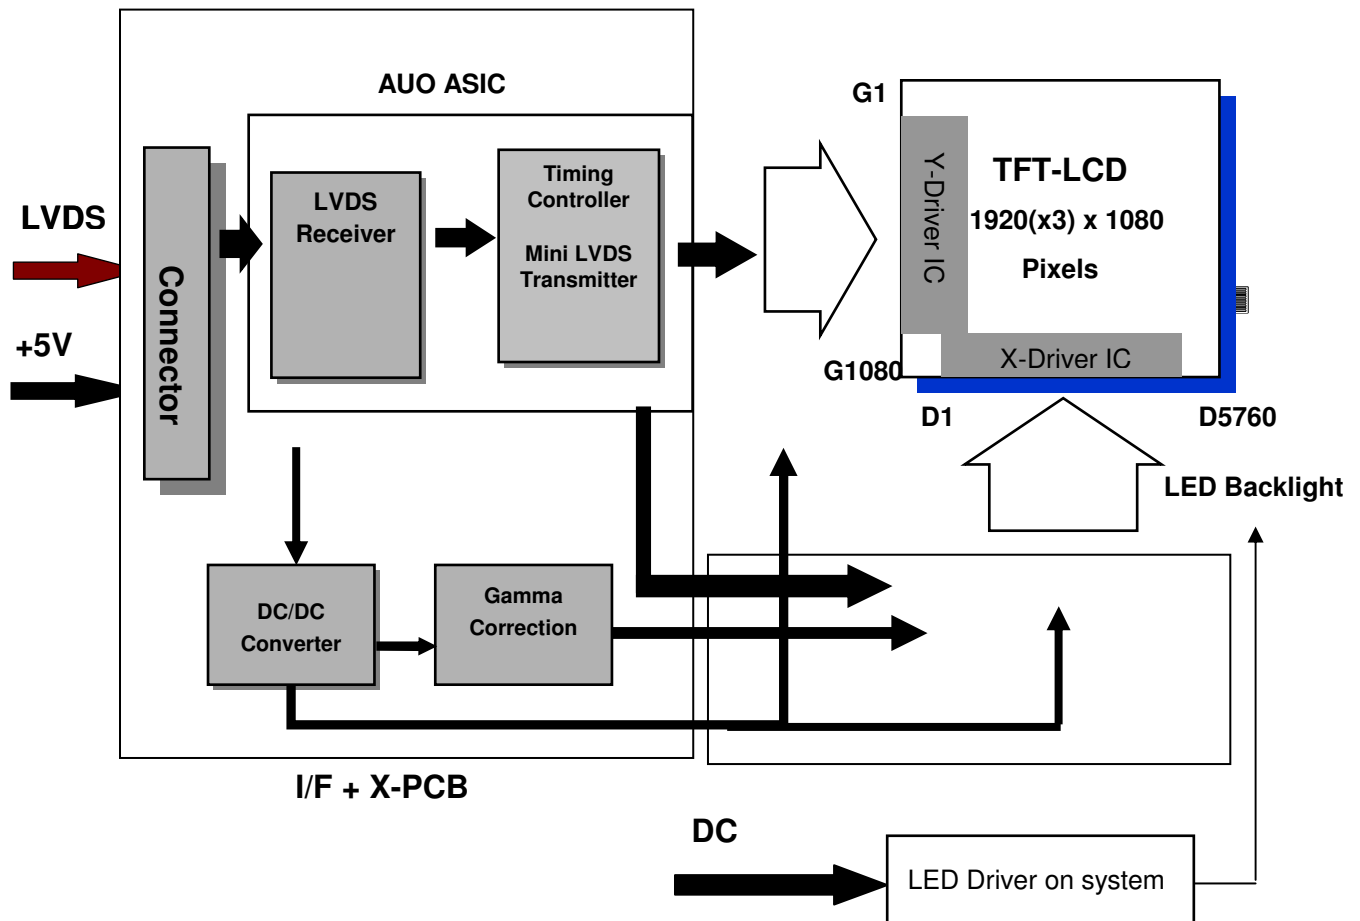 AUO ASIC
LVDS
+5V
Connector
LVDS
Receiver
Timing
Controller
Mini LVDS
Transmitter
G1
Y-Driver IC
TFT-LCD
1920(x3) x 1080
Pixels
X-Driver IC
G1080
D1
D5760
LED Backlight
DC/DC
Converter
Gamma
Correction
I/F + X-PCB
DC
LED Driver on system